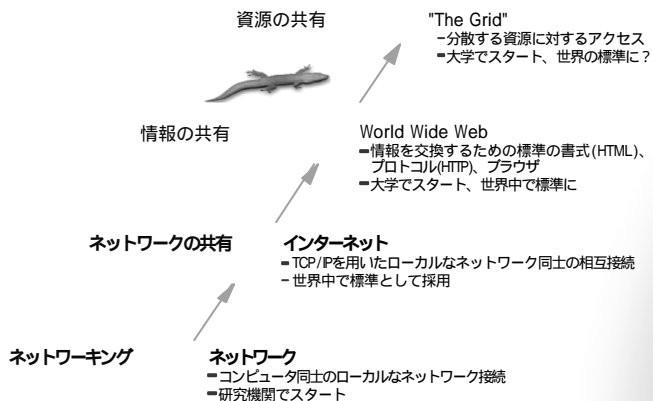 資源の共有
"The Grid"
-分散する資源に対するアクセス
-大学でスタート、世界の標準に？
情報の共有
World Wide Web
-情報を交換するための標準の書式(HTML)、
プロトコル(HTTP)、ブラウザ
-大学でスタート、世界中で標準に
ネットワークの共有
インターネット
-TCP/IPを用いたローカルなネットワーク同士の相互接続
-世界中で標準として採用
ネットワーキング
ネットワーク
-コンピュータ同士のローカルなネットワーク接続
-研究機関でスタート